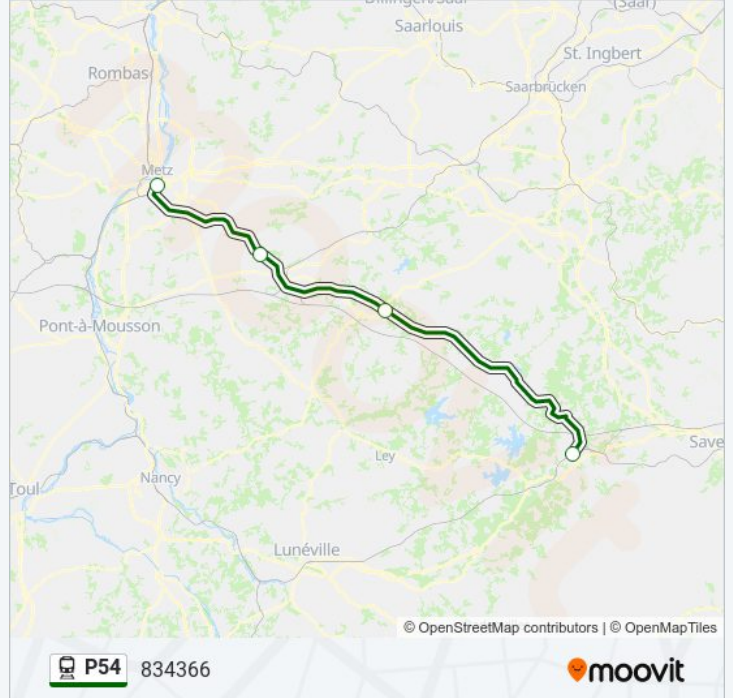 Dillingen/Saar
(Saar)
Saarlouis
St. Ingbert
Rombas
Saarbrücken
Metz
Pont-à-Mousson
Save
Ley
Nancy
Toul
Lunéville
© OpenStreetMap contributors | © OpenMapTiles
P54 834366 moovit